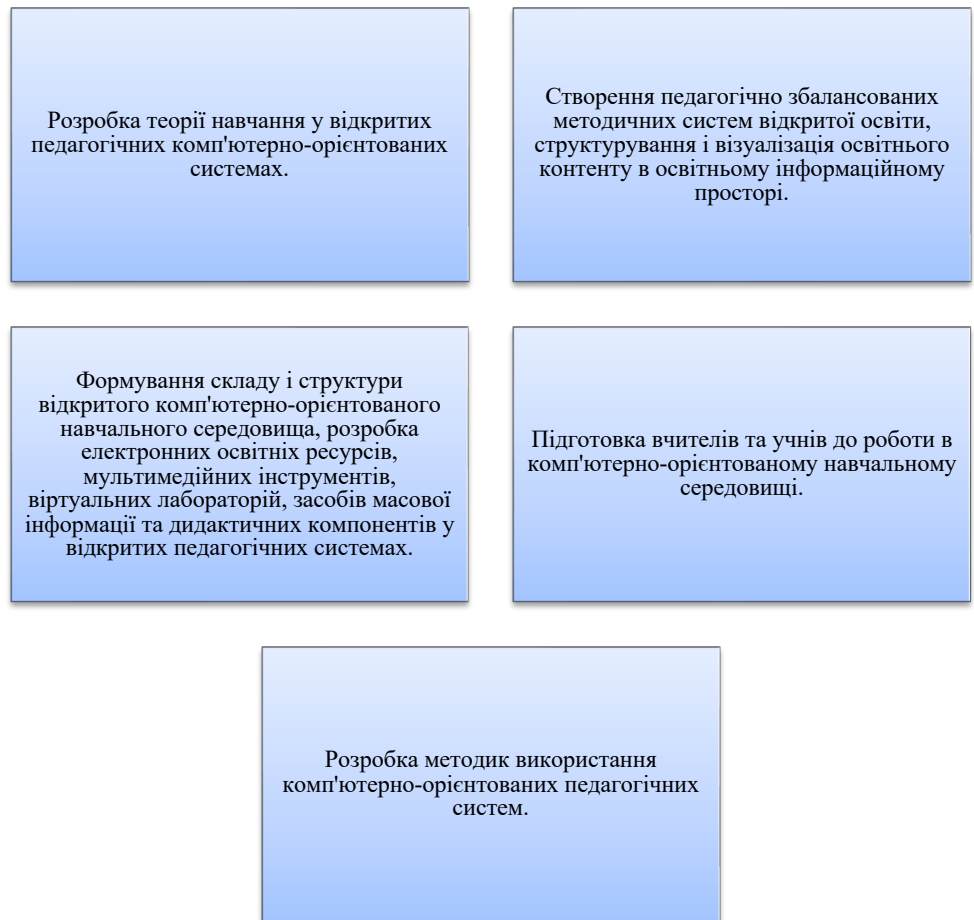 Розробка теорії навчання у відкритих
педагогічних комп'ютерно-орієнтованих
системах.
Створення педагогічно збалансованих
методичних систем відкритої освіти,
структурування і візуалізація освітнього
контенту в освітньому інформаційному
просторі.
Формування складу і структури
відкритого комп'ютерно-орієнтованого
навчального середовища, розробка
електронних освітніх ресурсів,
мультимедійних інструментів,
віртуальних лабораторій, засобів масової
інформації та дидактичних компонентів у
відкритих педагогічних системах.
Підготовка вчителів та учнів до роботи в
комп'ютерно-орієнтованому навчальному
середовищі.
Розробка методик використання
комп'ютерно-орієнтованих педагогічних
систем.